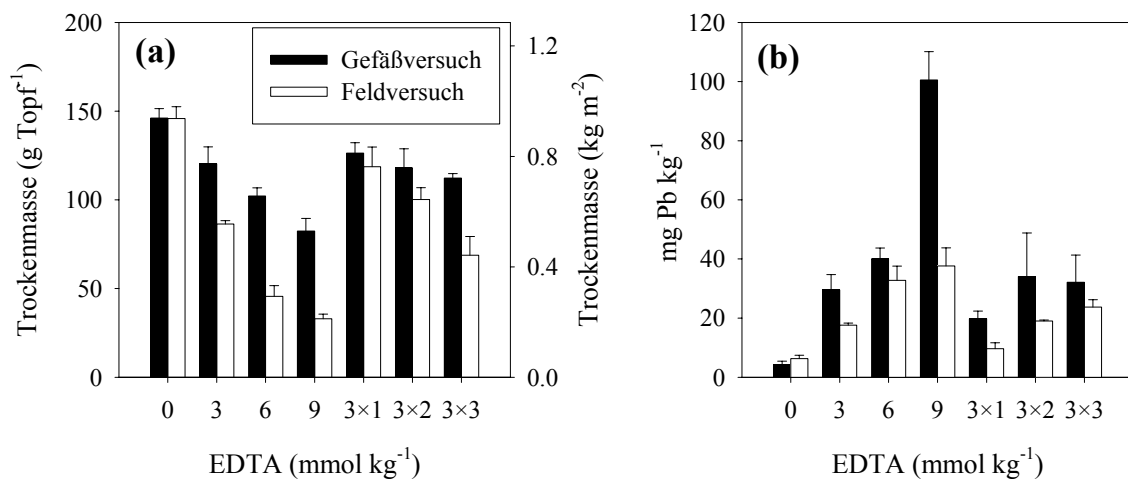 (a)
Gefäßversuch
Feldversuch
Trockenmasse (g Topf⁻¹)
200
150
100
50
0
Trockenmasse (kg m⁻²)
1.2
0.8
0.4
0.0
0 3 6 9 3×1 3×2 3×3
EDTA (mmol kg⁻¹)
(b)
mg Pb kg⁻¹
120
100
80
60
40
20
0
0 3 6 9 3×1 3×2 3×3
EDTA (mmol kg⁻¹)